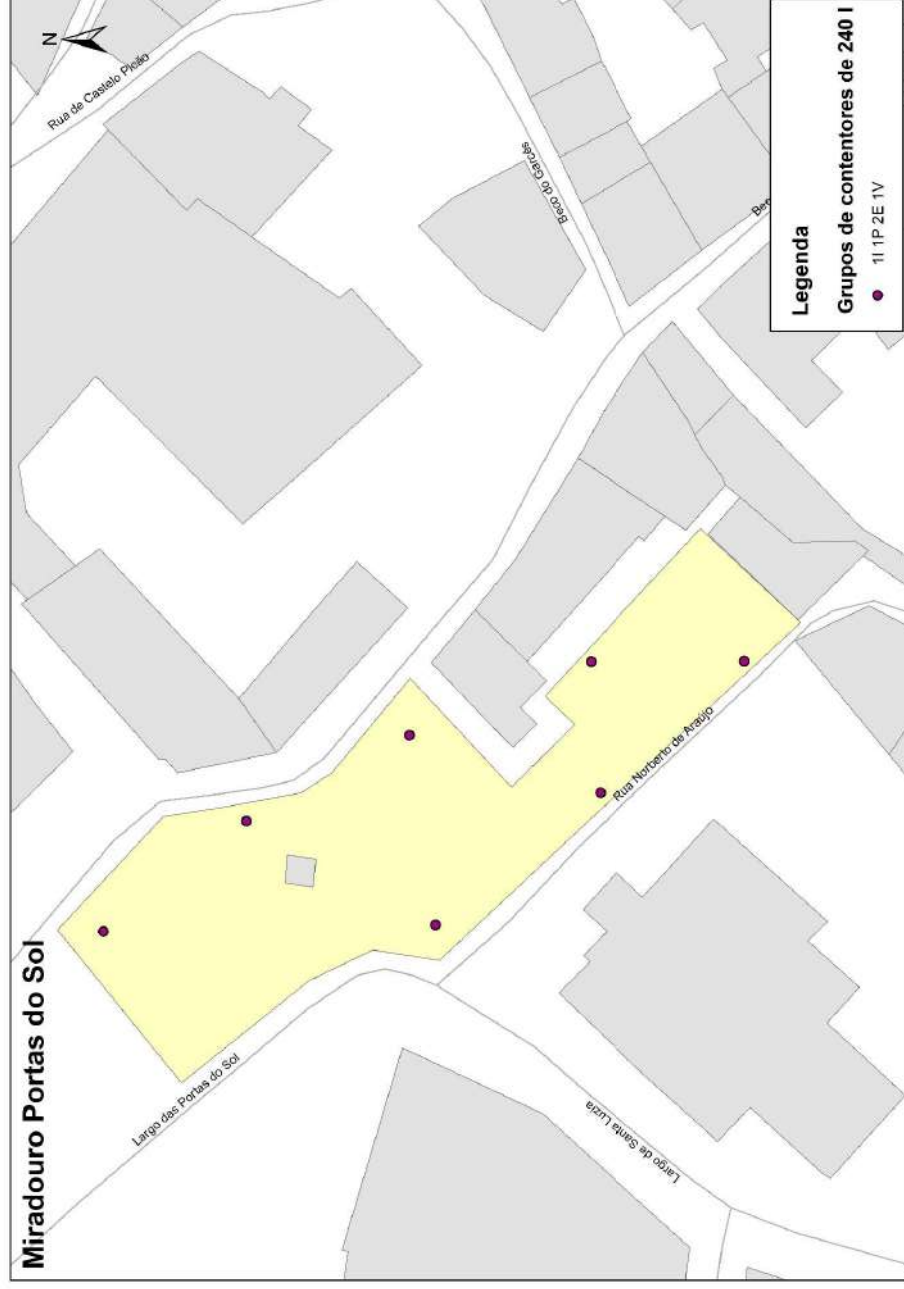 Miradouro Portas do Sol
N
Rua de Castelo Picão
Beco do Garcês
Largo das Portas do Sol
Rua Norberto de Araújo
Largo de Santa Luzia
Legenda
Grupos de contentores de 240 l
1I 1P 2E 1V